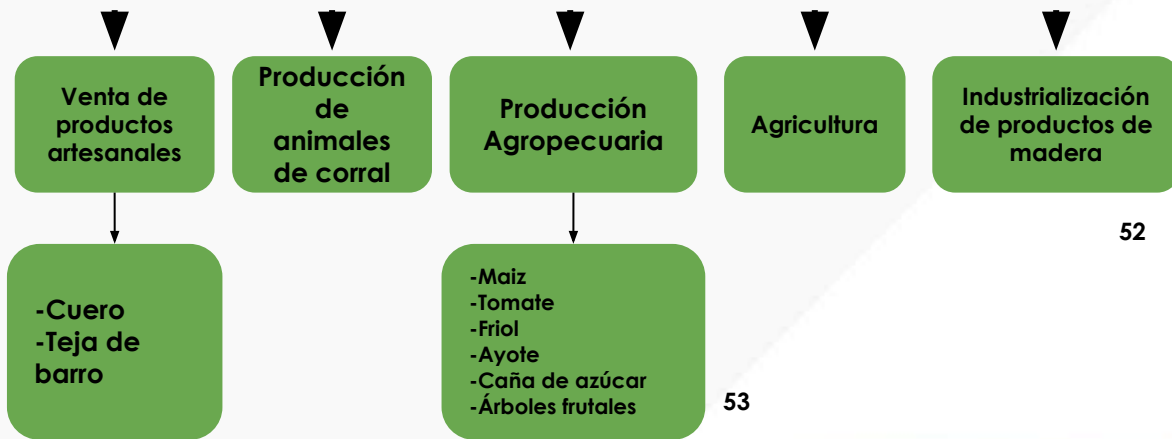 Venta de
productos
artesanales
Producción
de
animales
de corral
Producción
Agropecuaria
Agricultura
Industrialización
de productos de
madera
52
-Cuero
-Teja de
barro
-Maiz
-Tomate
-Friol
-Ayote
-Caña de azúcar
-Árboles frutales
53